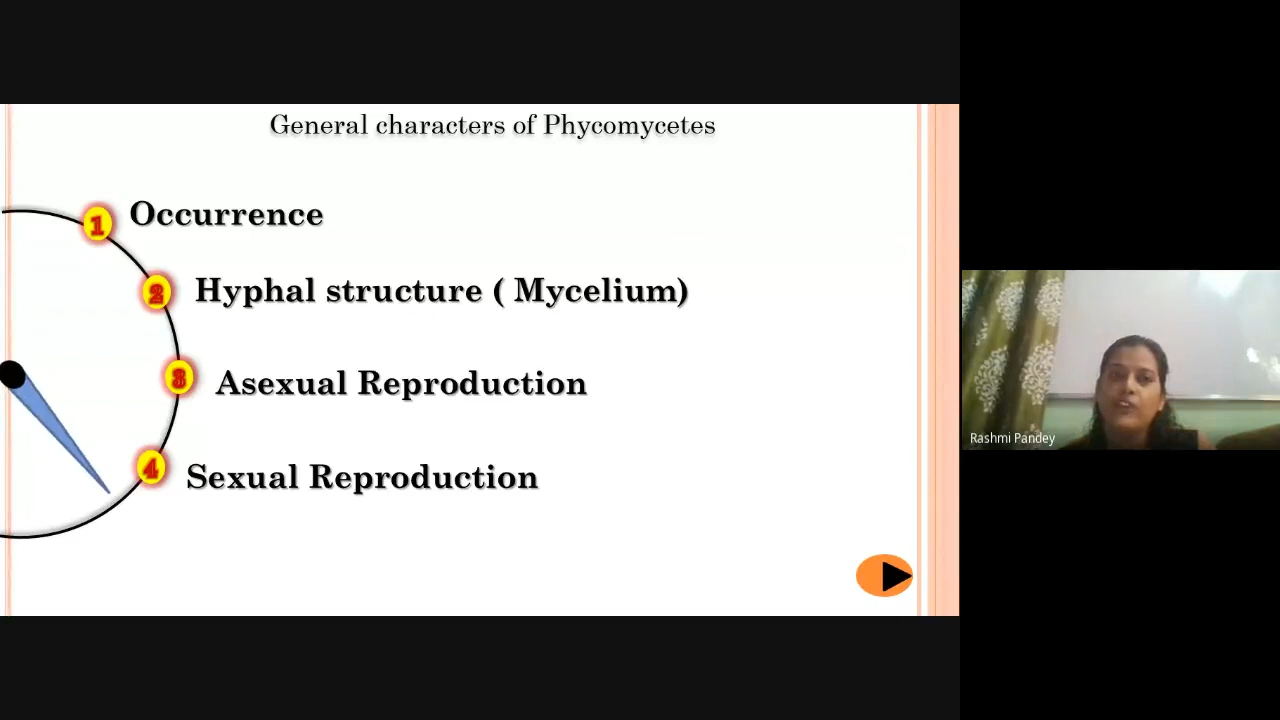 General characters of Phycomycetes
1 Occurrence
2 Hyphal structure ( Mycelium)
3 Asexual Reproduction
4 Sexual Reproduction
Rashmi Pandey